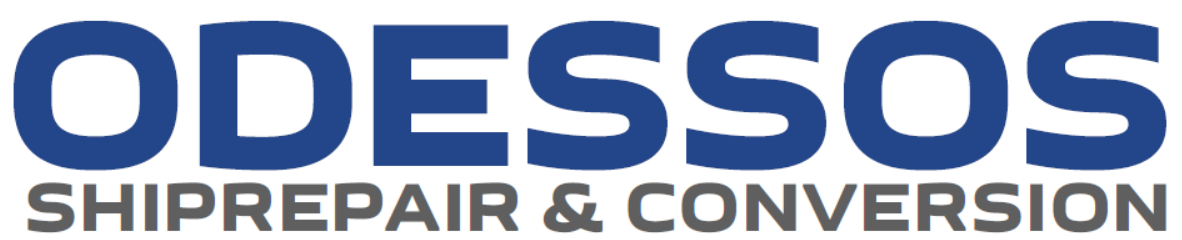 ODESSOS
SHIPREPAIR & CONVERSION